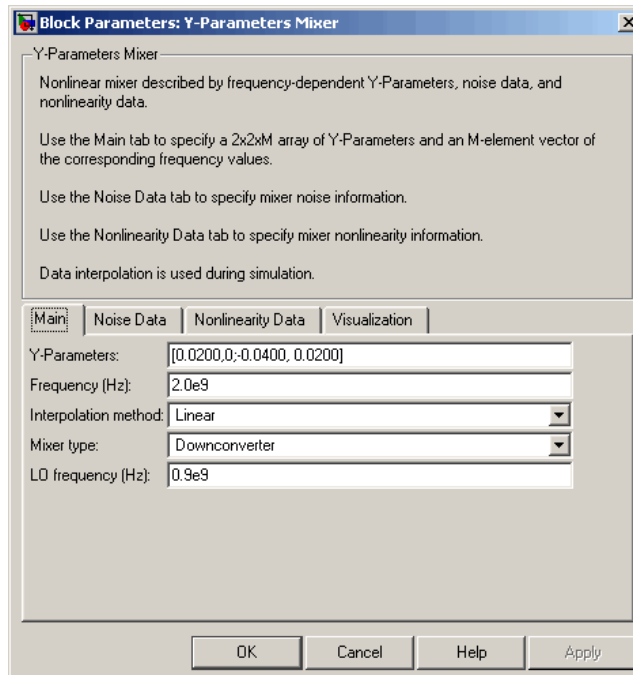 Block Parameters: Y-Parameters Mixer
Y-Parameters Mixer
Nonlinear mixer described by frequency-dependent Y-Parameters, noise data, and
nonlinearity data.
Use the Main tab to specify a 2x2xM array of Y-Parameters and an M-element vector of
the corresponding frequency values.
Use the Noise Data tab to specify mixer noise information.
Use the Nonlinearity Data tab to specify mixer nonlinearity information.
Data interpolation is used during simulation.
Main Noise Data Nonlinearity Data Visualization
Y-Parameters: [0.0200,0;-0.0400, 0.0200]
Frequency (Hz): 2.0e9
Interpolation method: Linear
Mixer type: Downconverter
LO frequency (Hz): 0.9e9
OK Cancel Help Apply